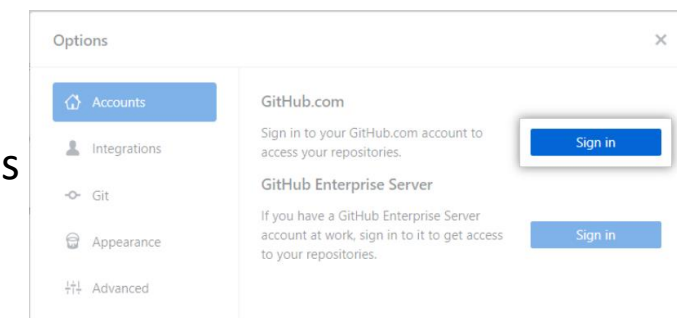 Options
Accounts
Integrations
Git
Appearance
Advanced
GitHub.com
Sign in to your GitHub.com account to
access your repositories.
Sign in
GitHub Enterprise Server
If you have a GitHub Enterprise Server
account at work, sign in to it to get access
to your repositories.
Sign in
s